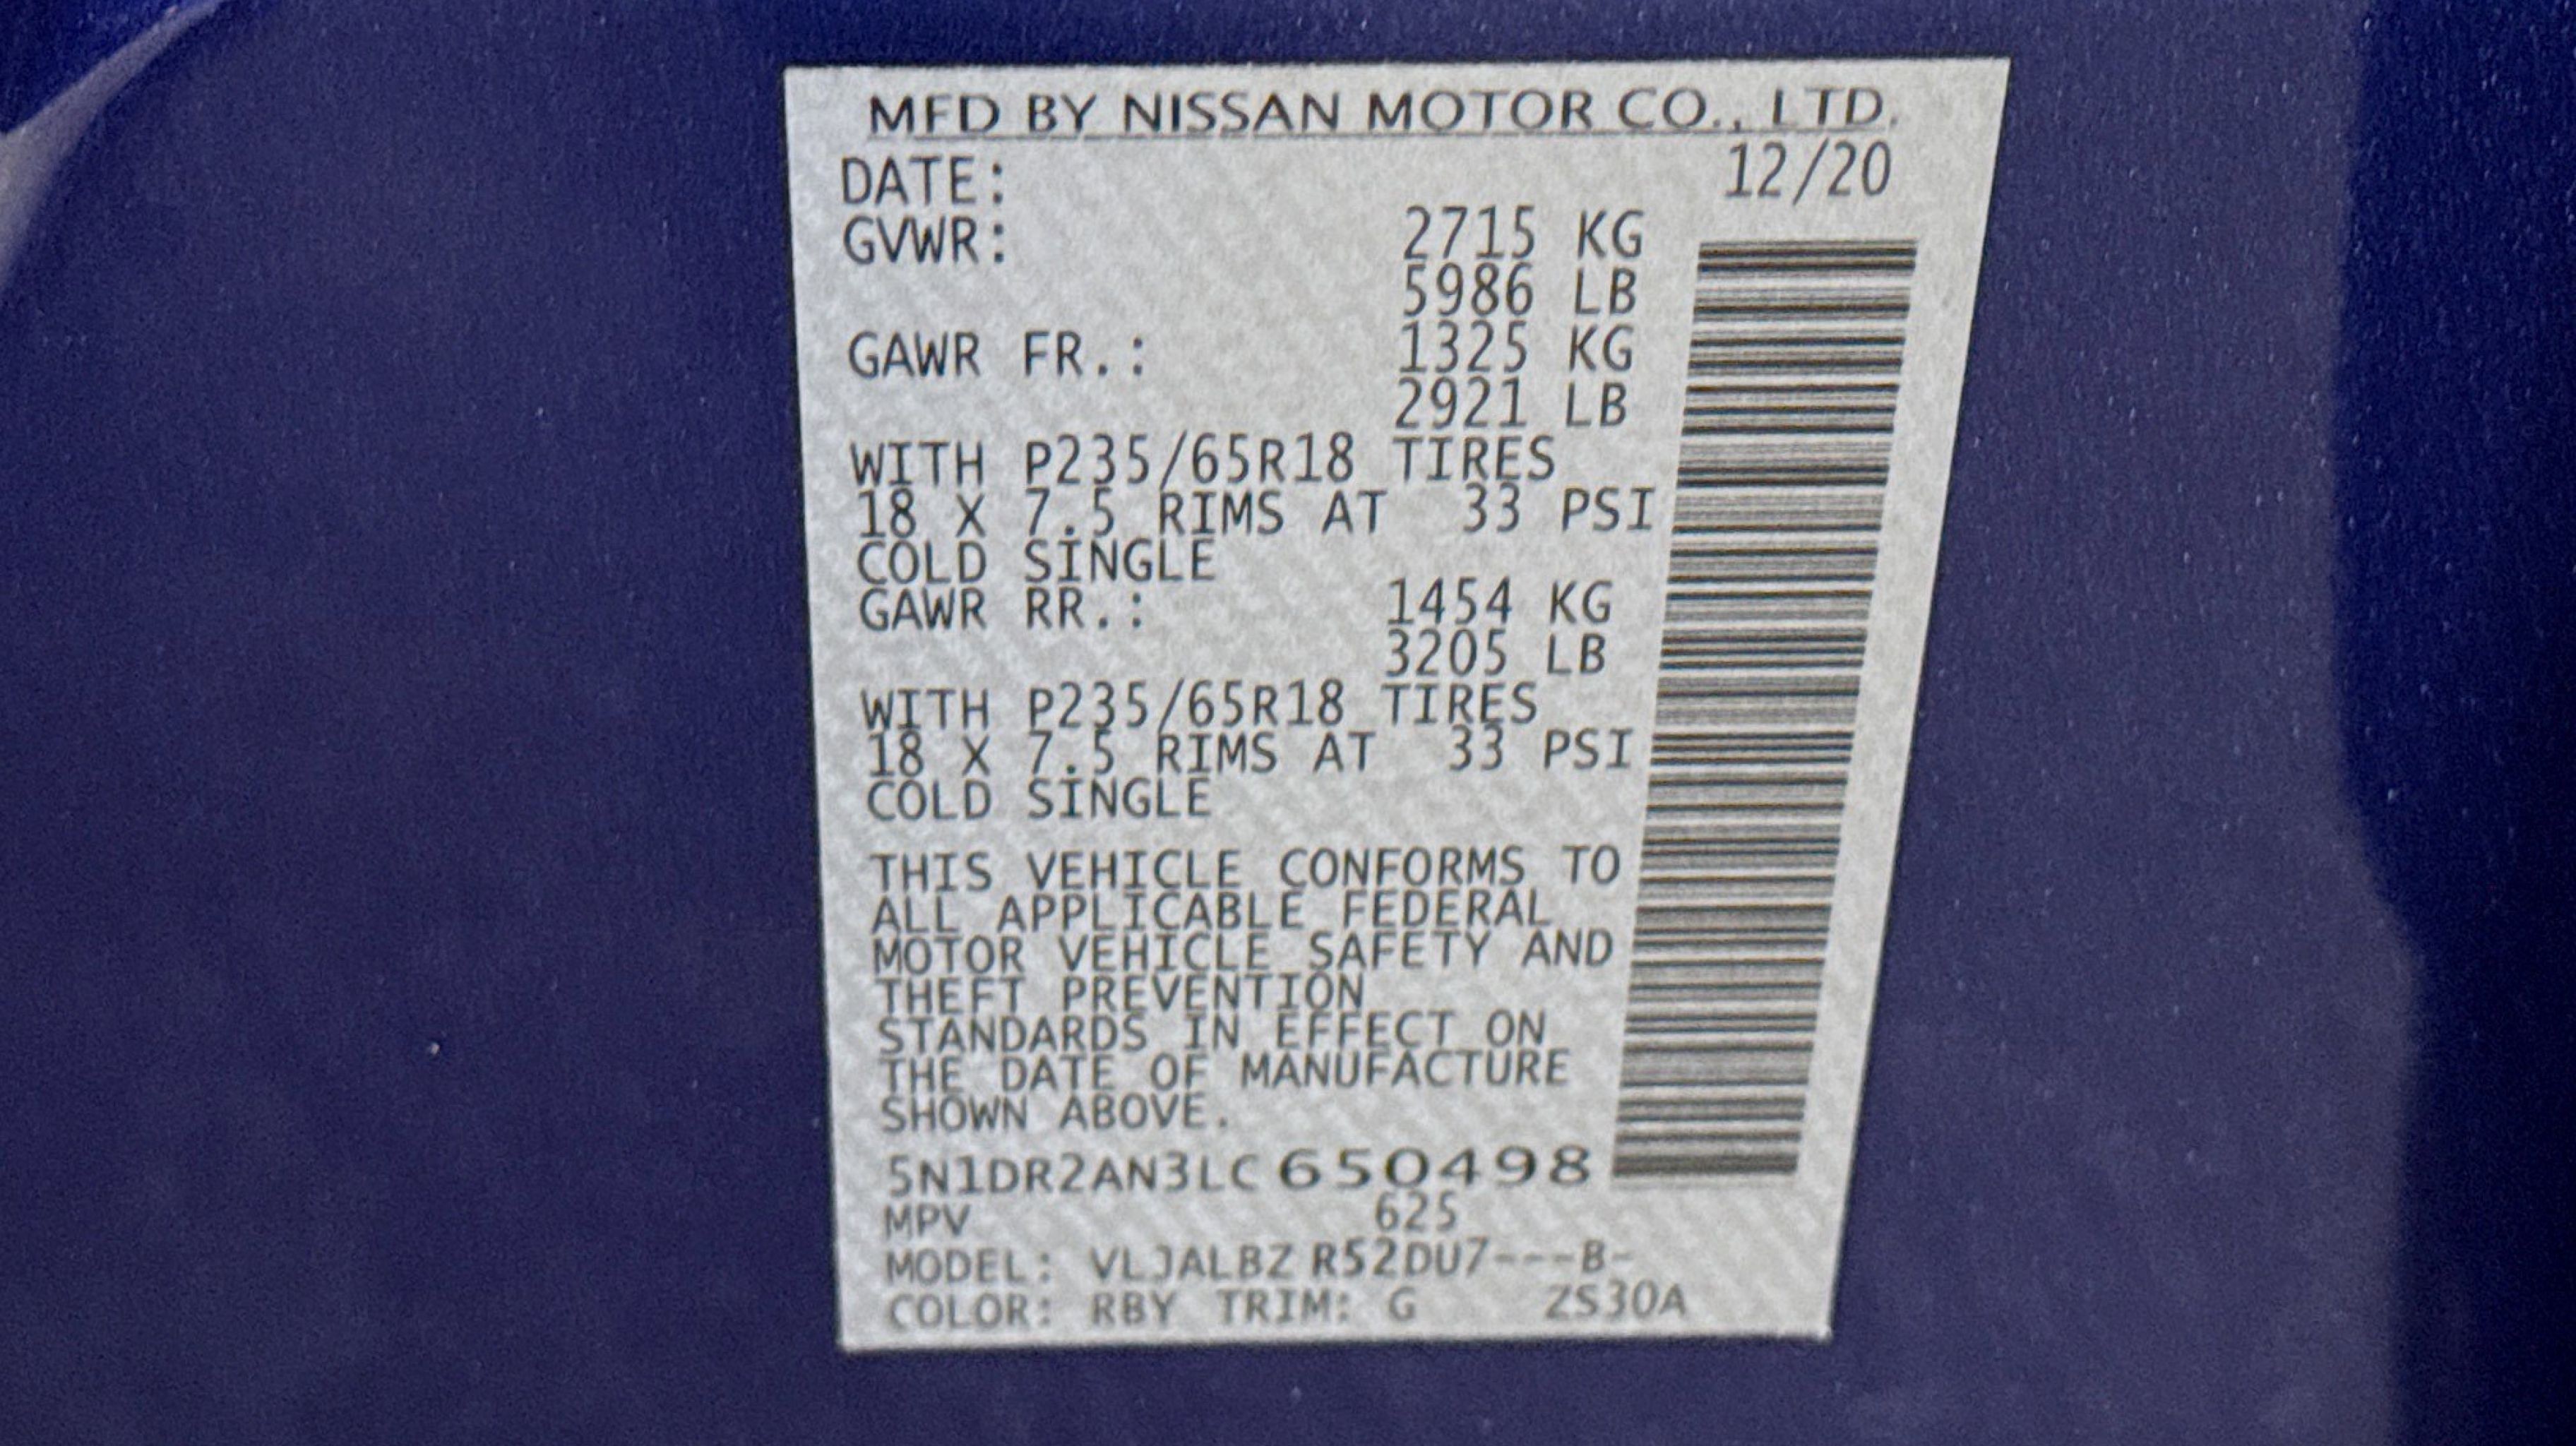 MFD BY NISSAN MOTOR CO., LTD.
DATE: 12/20
GVWR: 2715 KG
5986 LB
GAWR FR.: 1325 KG
2921 LB
WITH P235/65R18 TIRES
18 X 7.5 RIMS AT 33 PSI
COLD SINGLE
GAWR RR.: 1454 KG
3205 LB
WITH P235/65R18 TIRES
18 X 7.5 RIMS AT 33 PSI
COLD SINGLE
THIS VEHICLE CONFORMS TO
ALL APPLICABLE FEDERAL
MOTOR VEHICLE SAFETY AND
THEFT PREVENTION
STANDARDS IN EFFECT ON
THE DATE OF MANUFACTURE
SHOWN ABOVE.
5N1DR2AN3LC650498
MPV 625
MODEL: VLJALBZ R52DU7---B-
COLOR: RBY TRIM: G ZS30A